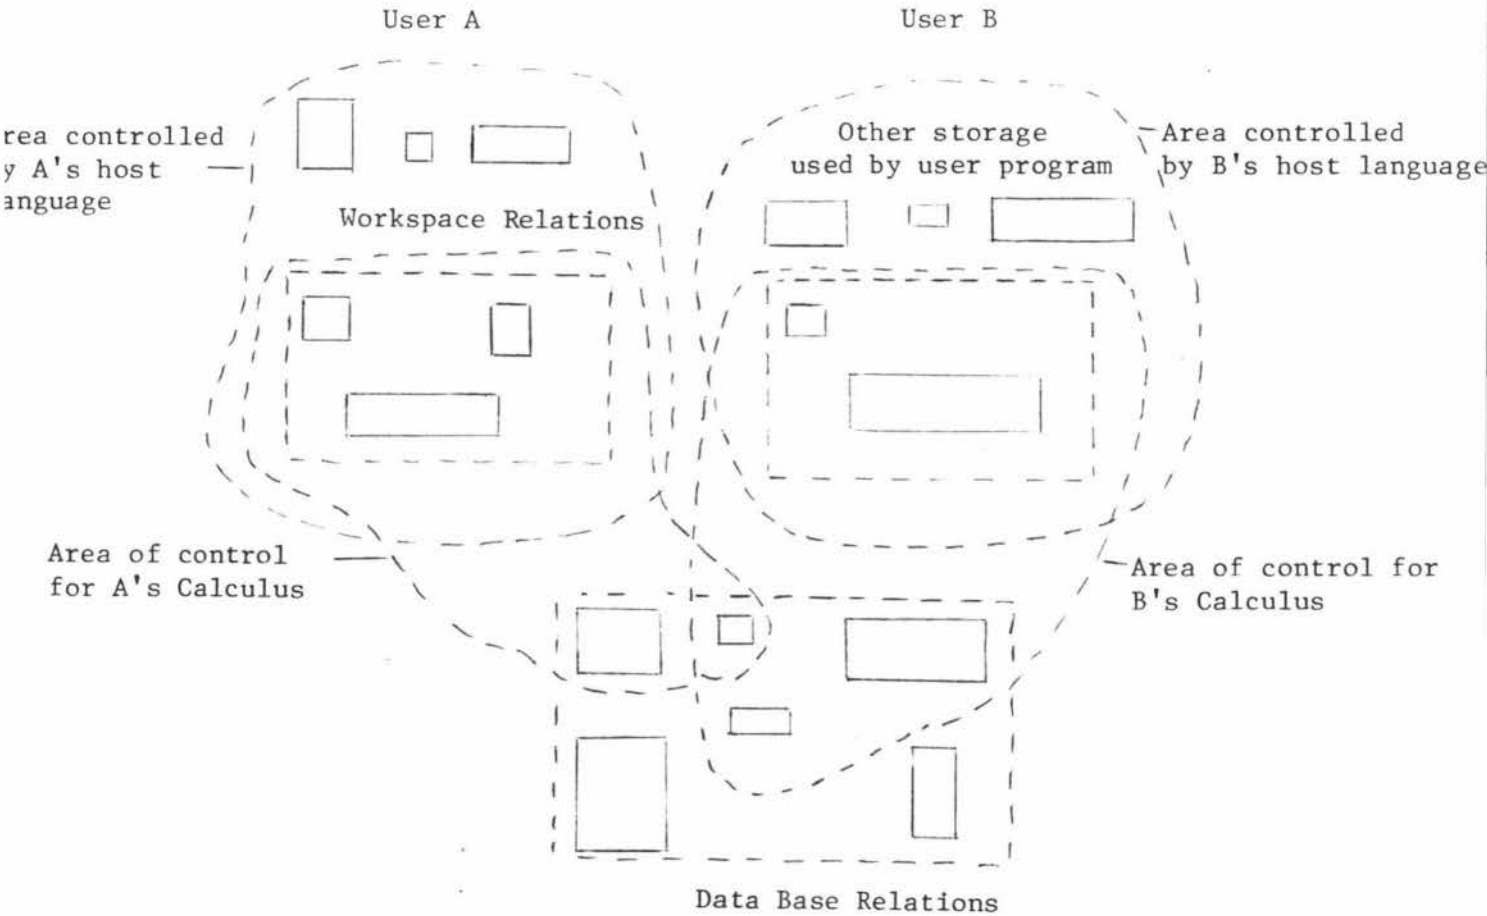 User A
User B
rea controlled
y A's host
anguage
Other storage
used by user program
Area controlled
by B's host language
Workspace Relations
Area of control
for A's Calculus
Area of control for
B's Calculus
Data Base Relations